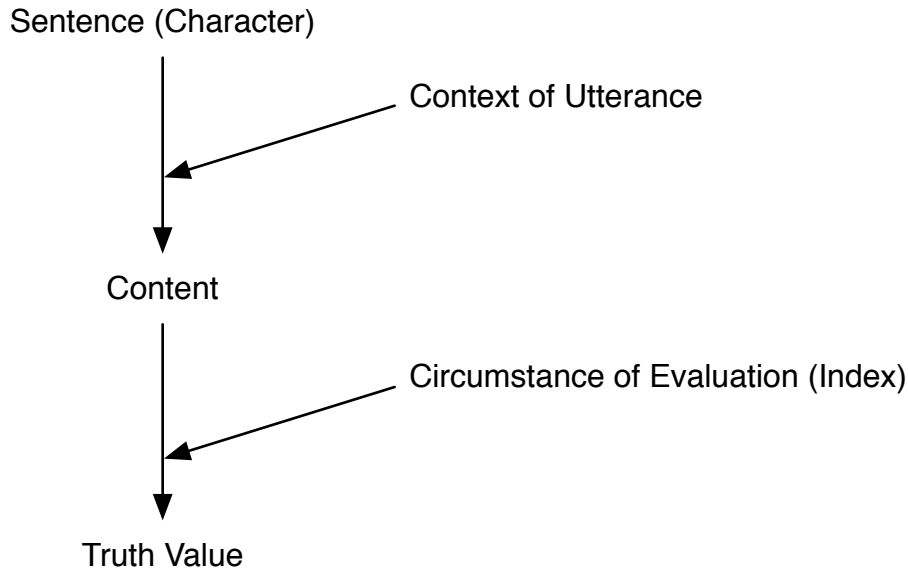 Sentence (Character)
Context of Utterance
Content
Circumstance of Evaluation (Index)
Truth Value